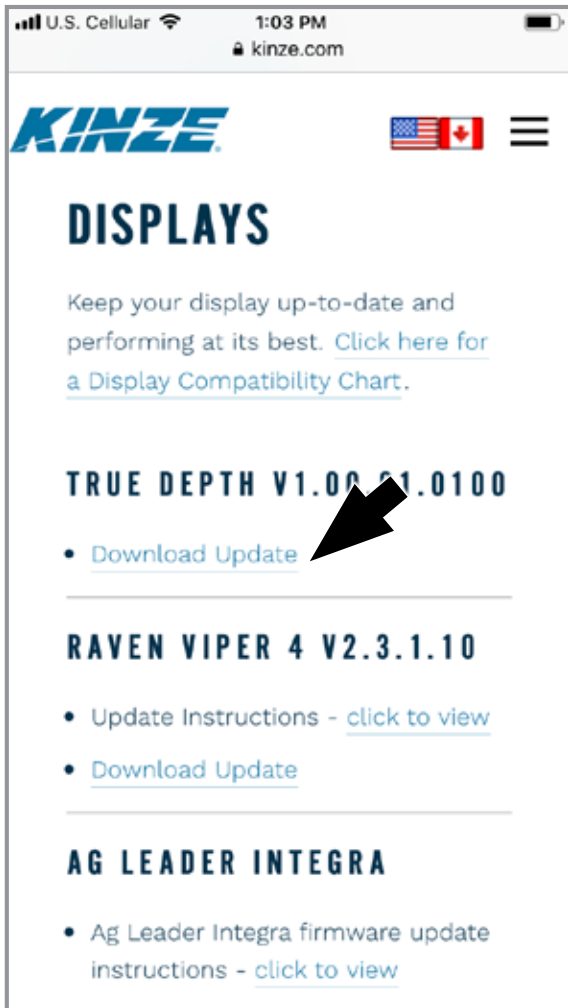 U.S. Cellular 1:03 PM
kinze.com
KINZE
DISPLAYS
Keep your display up-to-date and
performing at its best. Click here for
a Display Compatibility Chart.
TRUE DEPTH V1.00.01.0100
• Download Update
RAVEN VIPER 4 V2.3.1.10
• Update Instructions - click to view
• Download Update
AG LEADER INTEGRA
• Ag Leader Integra firmware update
instructions - click to view